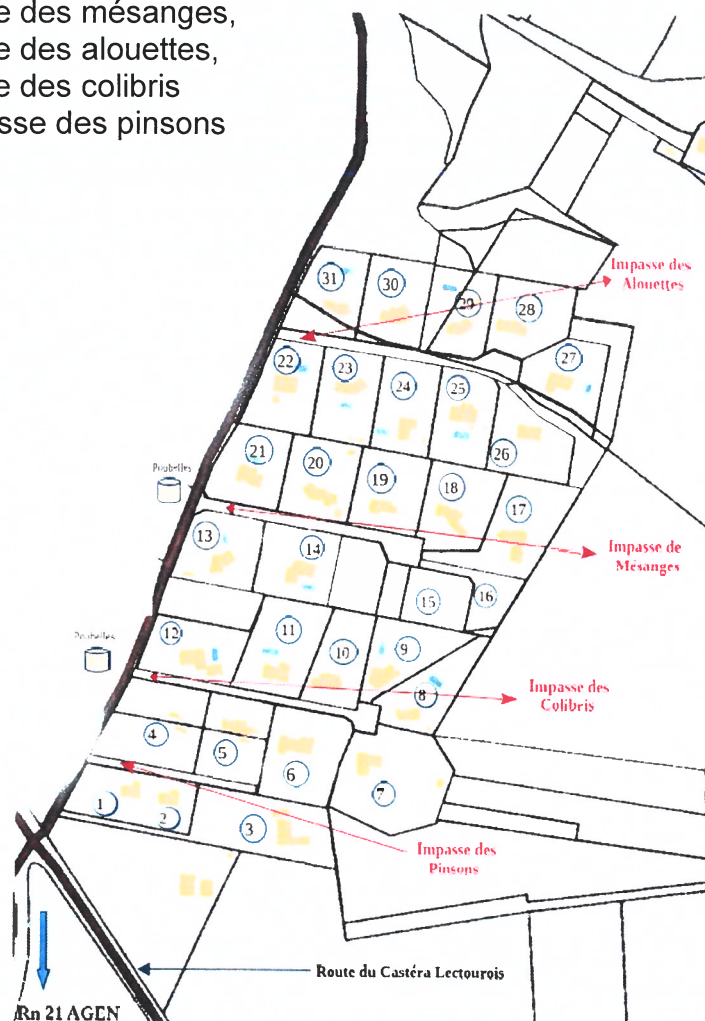 e des mésanges,
e des alouettes,
e des colibris
sse des pinsons
Impasse des
Alouettes
31
30
29
28
27
22
23
24
25
26
21
20
19
18
17
Poubelles
Impasse de
Mésanges
13
14
15
16
Poubelles
12
11
10
9
8
Impasse des
Colibris
4
5
6
7
1
2
3
Impasse des
Pinsons
Route du Castéra Lectourois
Rn 21 AGEN